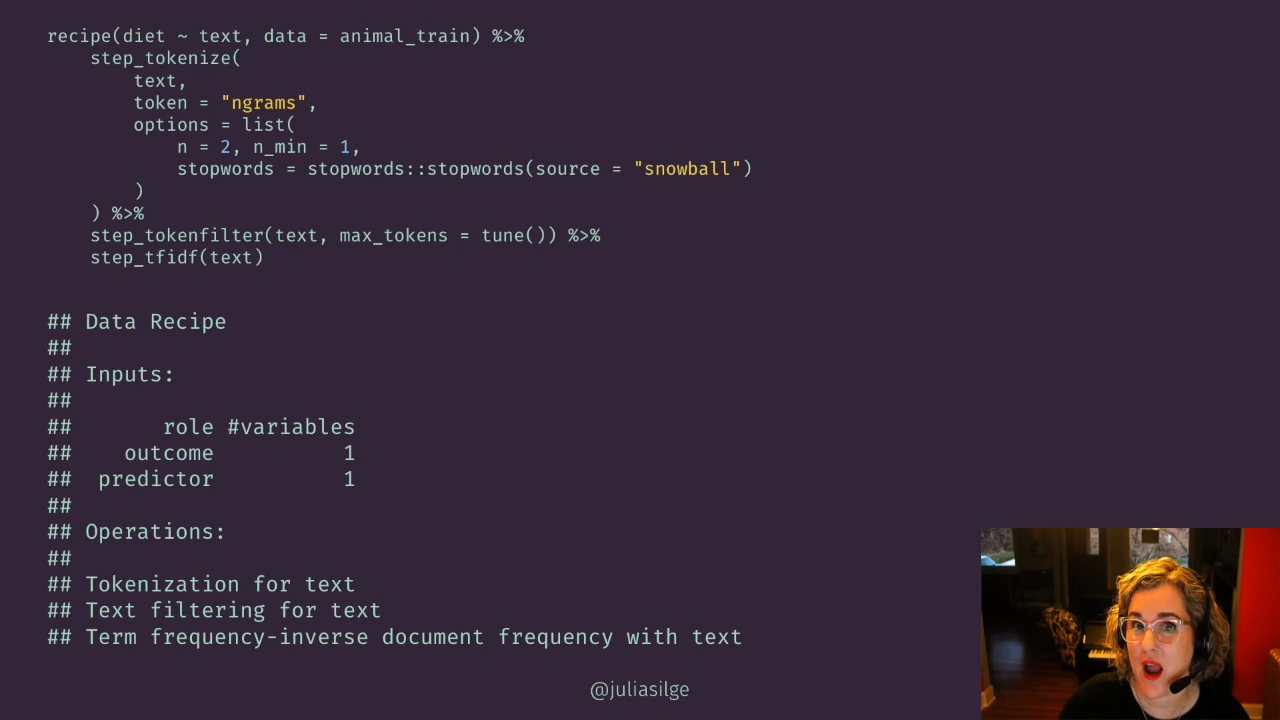 recipe(diet ~ text, data = animal_train) %>%
    step_tokenize(
        text,
        token = "ngrams",
        options = list(
            n = 2, n_min = 1,
            stopwords = stopwords::stopwords(source = "snowball")
        )
    ) %>%
    step_tokenfilter(text, max_tokens = tune()) %>%
    step_tfidf(text)
## Data Recipe
##
## Inputs:
##
##       role #variables
##    outcome          1
##  predictor          1
##
## Operations:
##
## Tokenization for text
## Text filtering for text
## Term frequency-inverse document frequency with text
@juliasilge